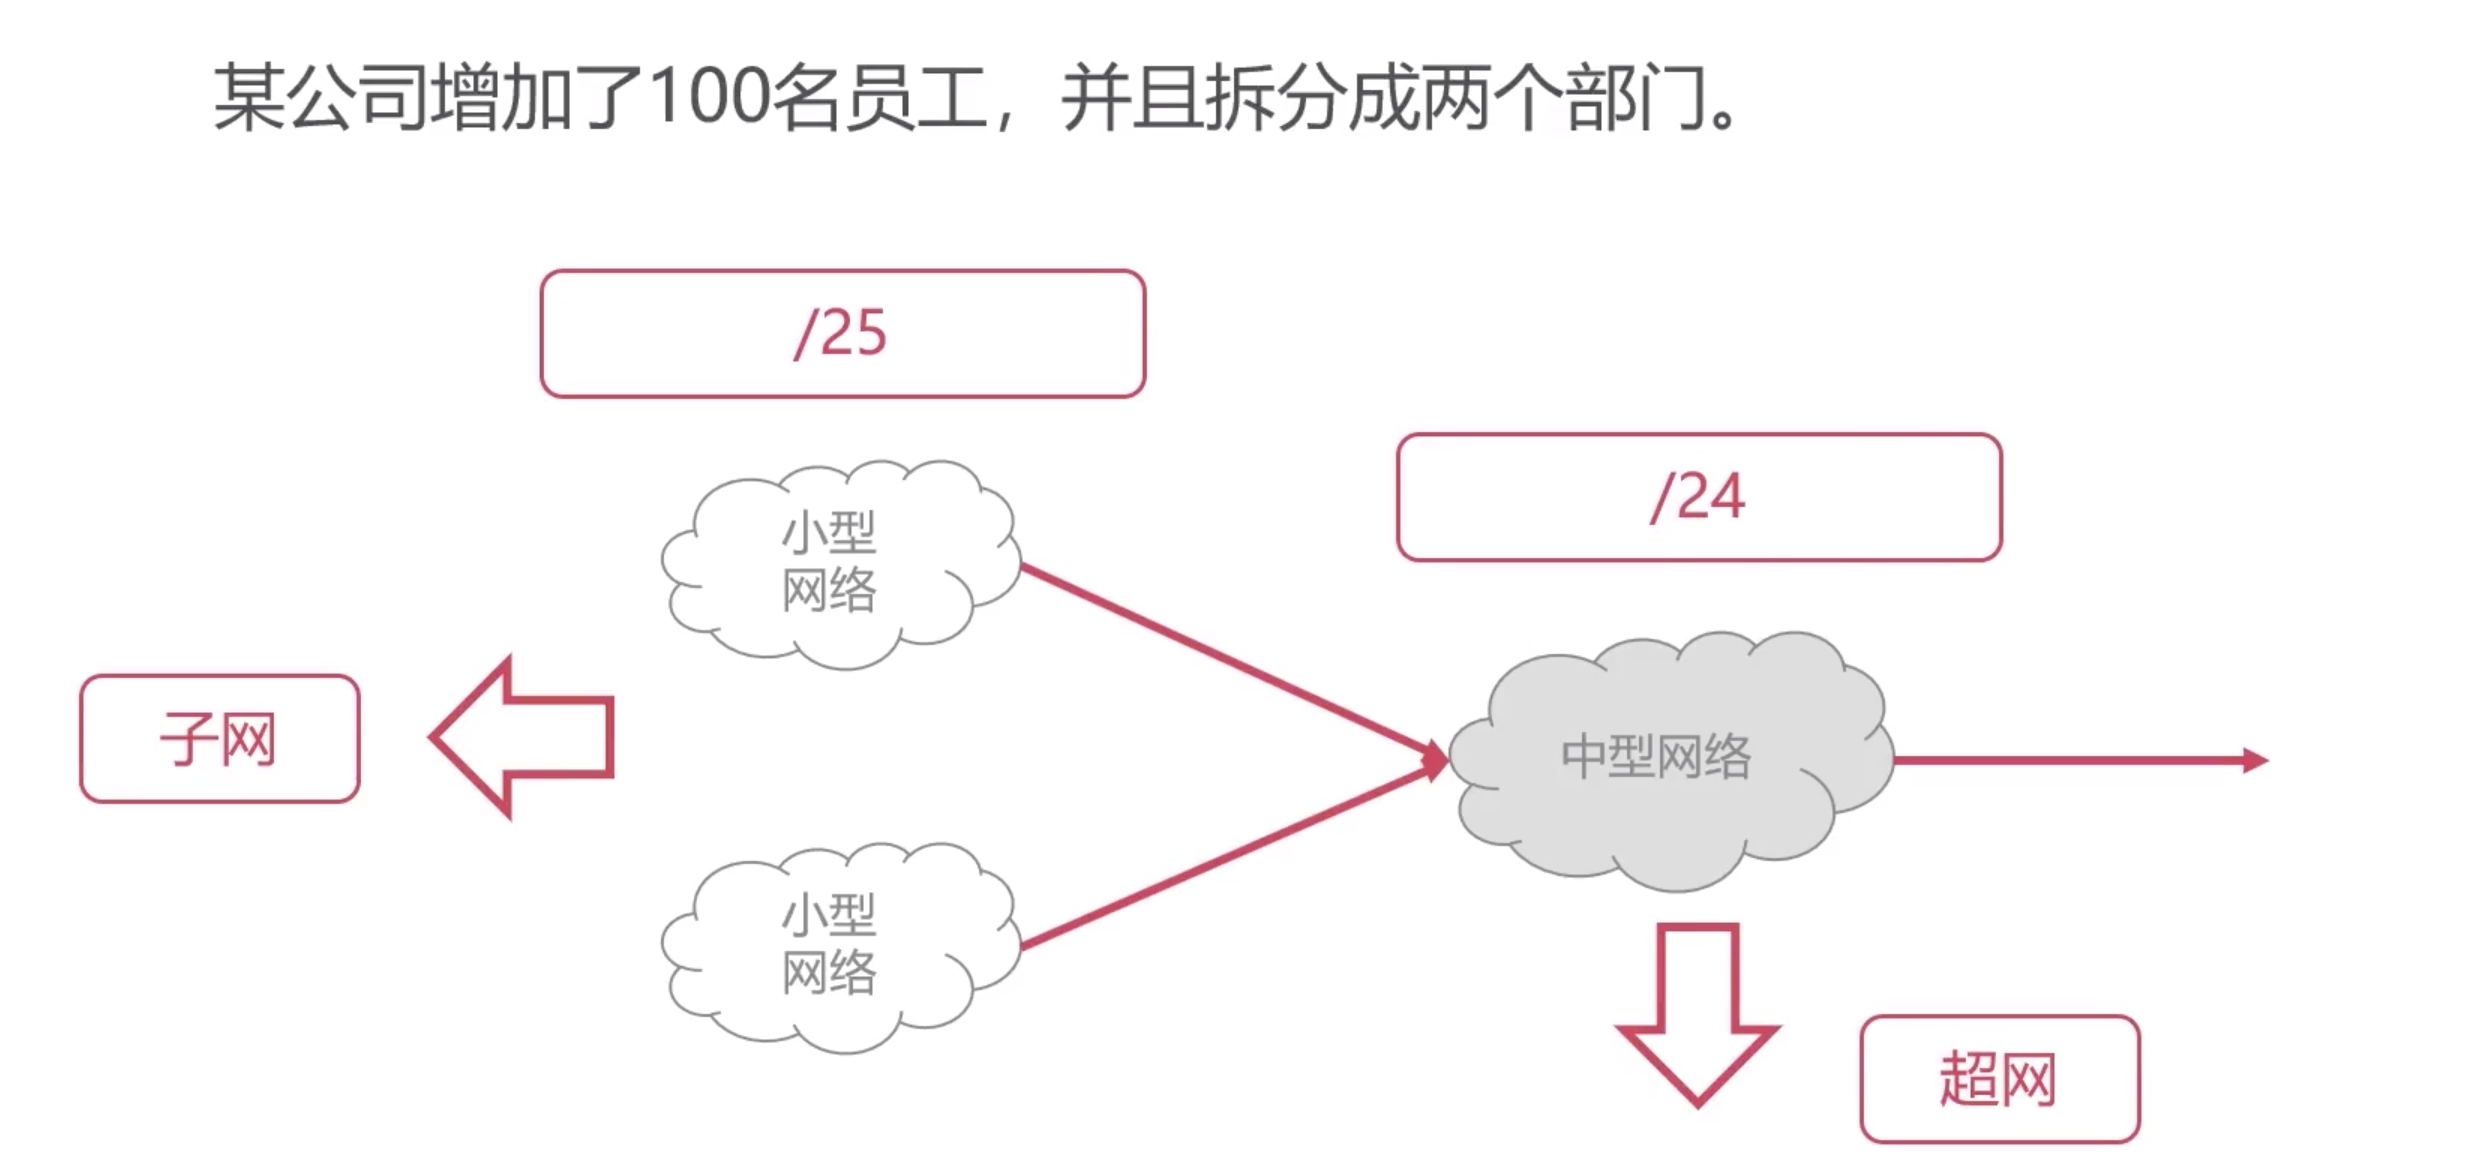 某公司增加了100名员工，并且拆分成两个部门。
/25
/24
小型
网络
子网
中型网络
小型
网络
超网